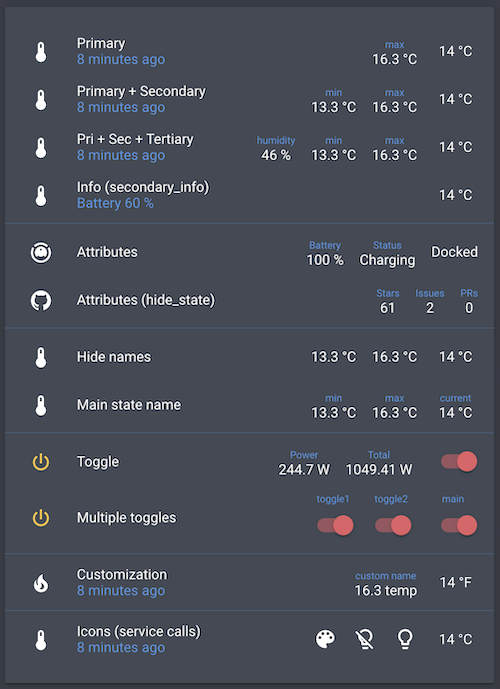 Primary
8 minutes ago
max
16.3 °C
14 °C
Primary + Secondary
8 minutes ago
min
13.3 °C
max
16.3 °C
14 °C
Pri + Sec + Tertiary
8 minutes ago
humidity
46 %
min
13.3 °C
max
16.3 °C
14 °C
Info (secondary_info)
Battery 60 %
14 °C
Attributes
Battery
100 %
Status
Charging
Docked
Attributes (hide_state)
Stars
61
Issues
2
PRs
0
Hide names
13.3 °C
16.3 °C
14 °C
Main state name
min
13.3 °C
max
16.3 °C
current
14 °C
Toggle
Power
244.7 W
Total
1049.41 W
Multiple toggles
toggle1
toggle2
main
Customization
8 minutes ago
custom name
16.3 temp
14 °F
Icons (service calls)
8 minutes ago
14 °C